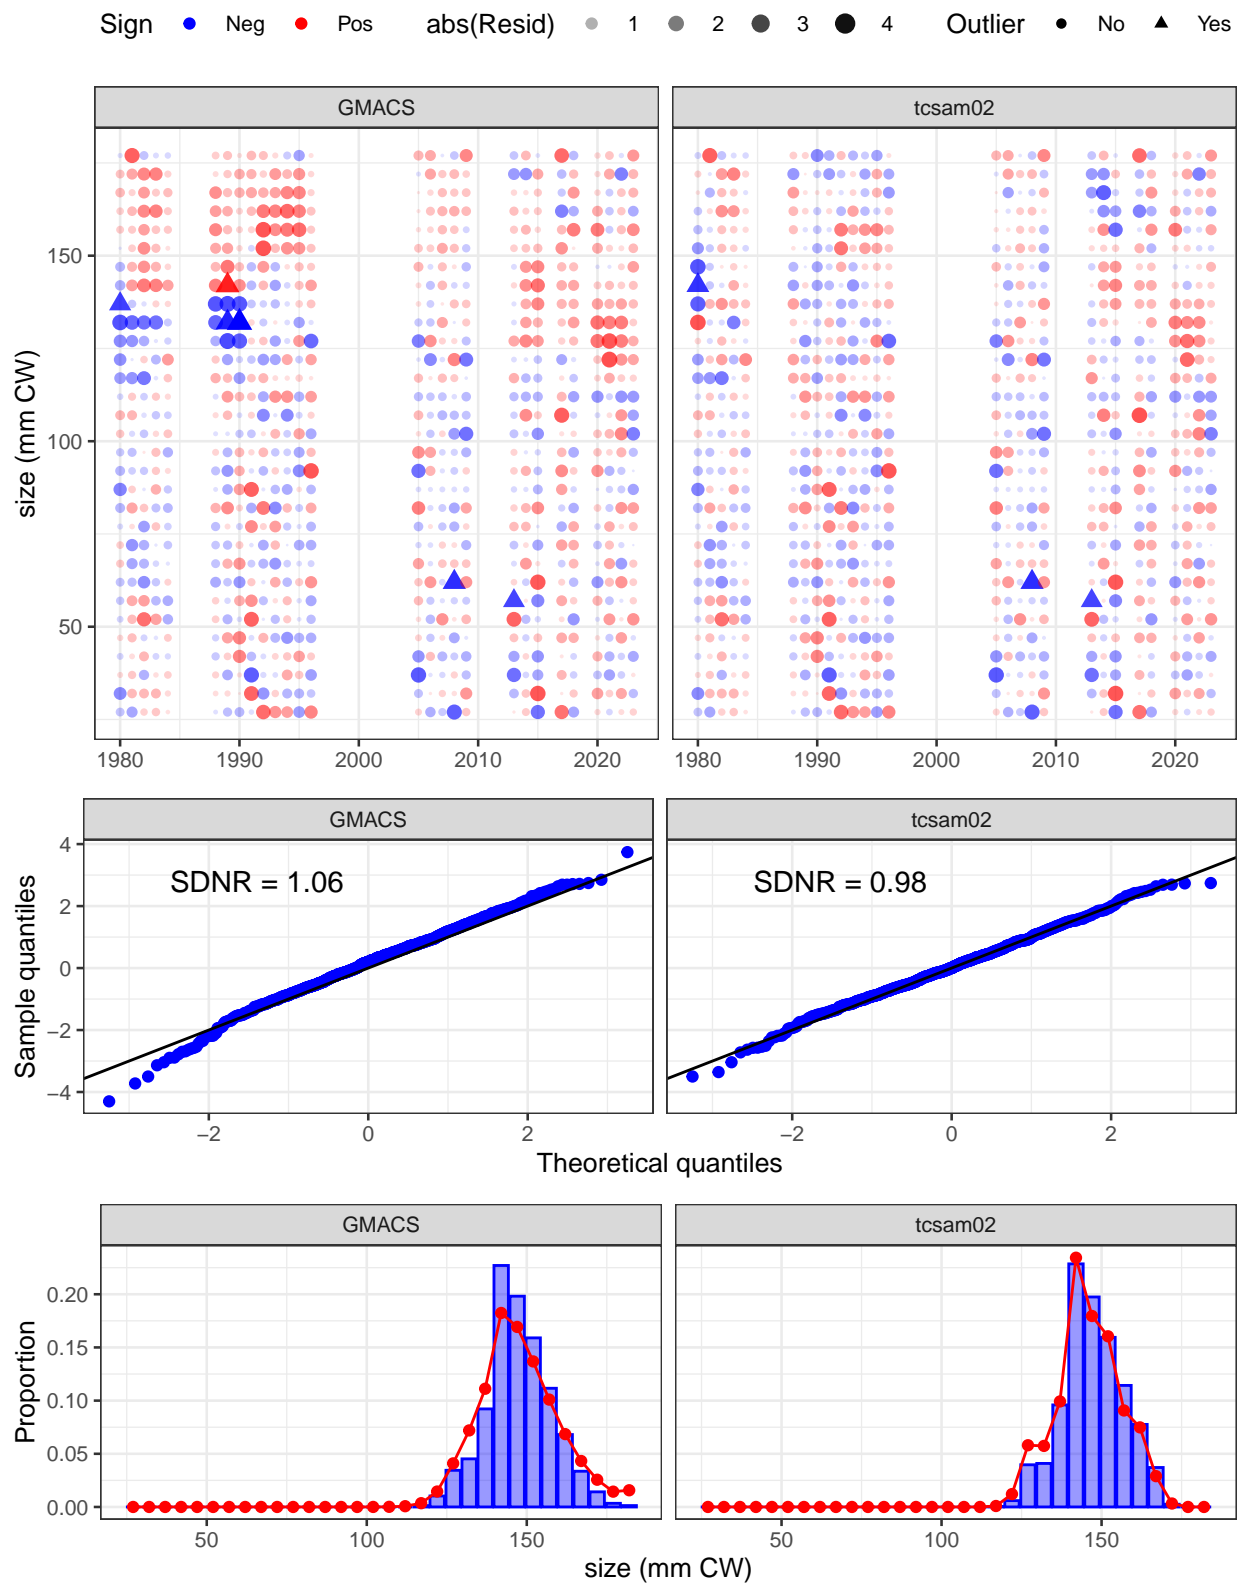 Sign Neg Pos abs(Resid) 1 2 3 4 Outlier No Yes
GMACS tcsam02
150
100
50
size (mm CW)
1980 1990 2000 2010 2020 1980 1990 2000 2010 2020
GMACS tcsam02
SDNR = 1.06 SDNR = 0.98
4
2
0
−2
−4
Sample quantiles
−2 0 2 −2 0 2
Theoretical quantiles
GMACS tcsam02
0.20
0.15
0.10
0.05
0.00
Proportion
50 100 150 50 100 150
size (mm CW)